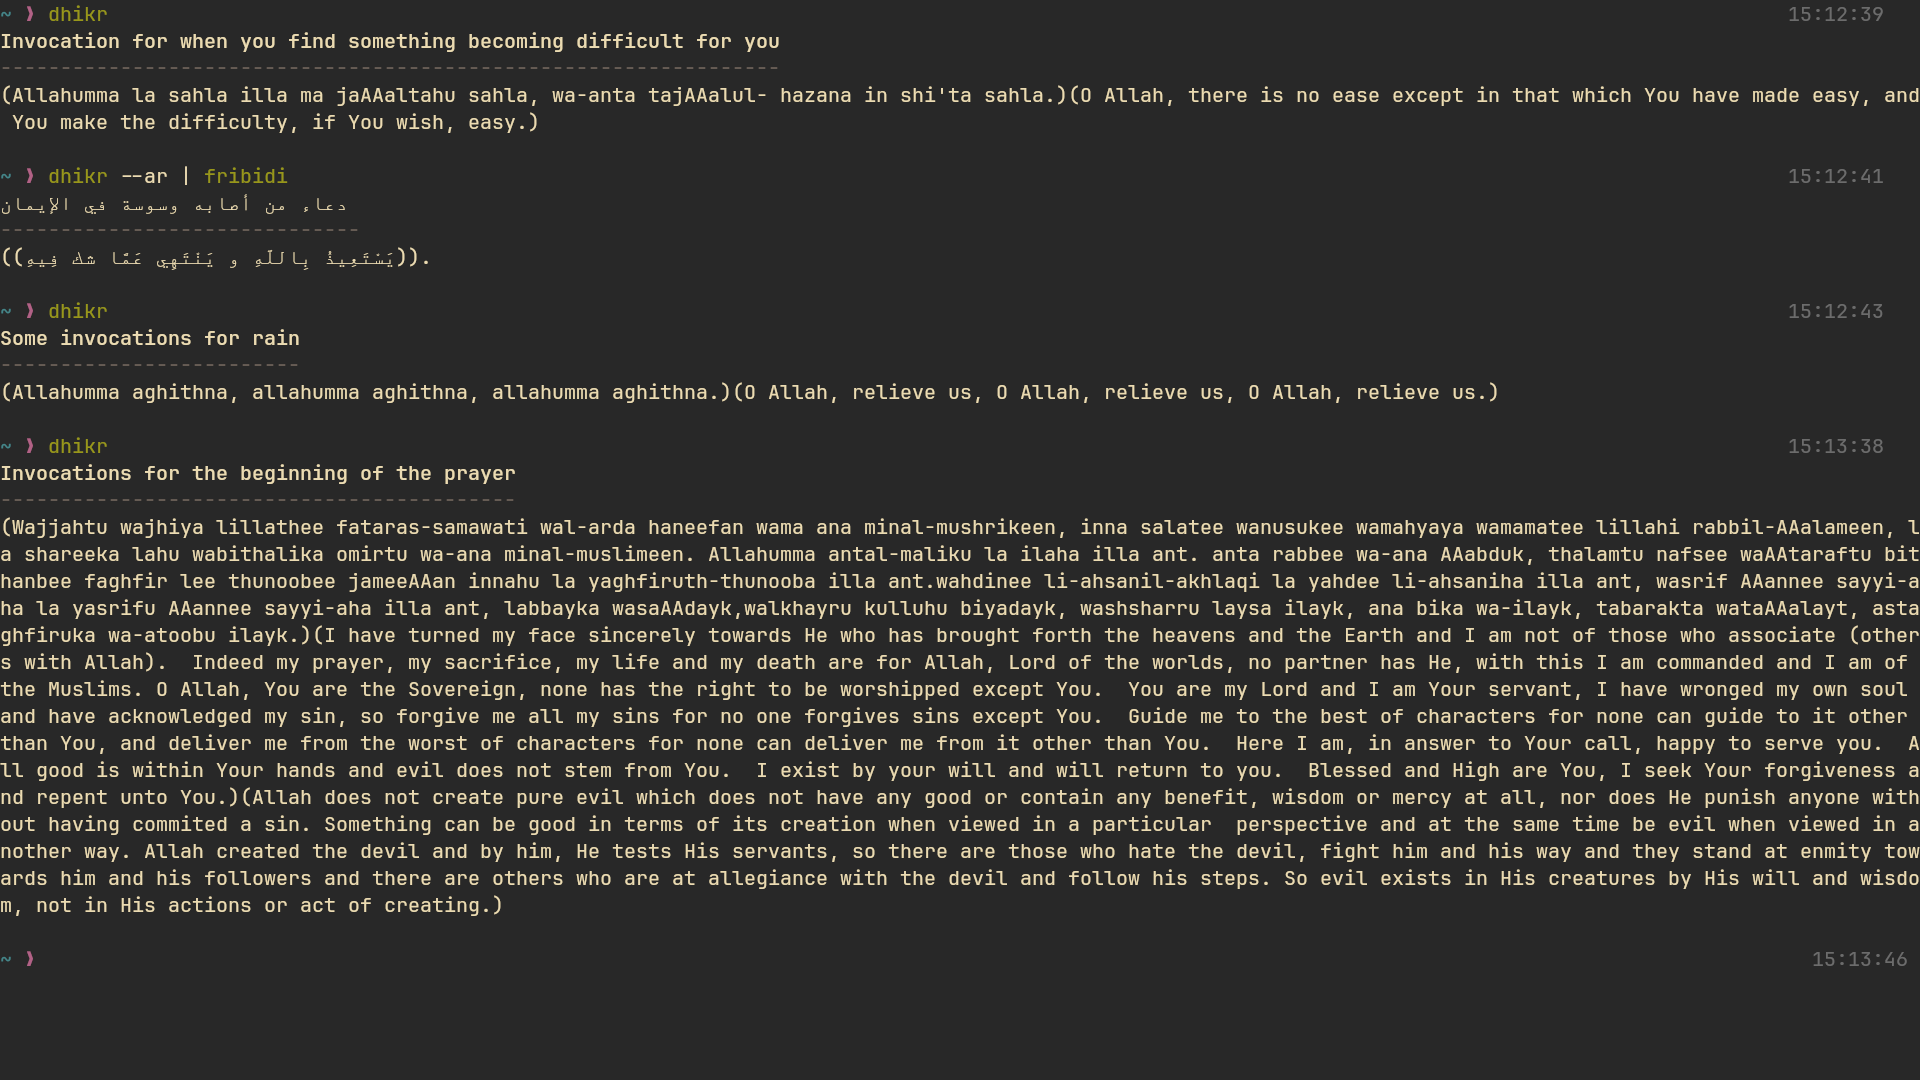 ~ ❱ dhikr 15:12:39
Invocation for when you find something becoming difficult for you
-----------------------------------------------------------------
(Allahumma la sahla illa ma jaAAaltahu sahla, wa-anta tajAAalul- hazana in shi'ta sahla.)(O Allah, there is no ease except in that which You have made easy, and
You make the difficulty, if You wish, easy.)
~ ❱ dhikr --ar | fribidi 15:12:41
دعاء من أصابه وسوسة في الإيمان
------------------------------
((يَسْتَعِيذُ بِاللَّهِ و يَنْتَهِي عَمَّا شك فِيهِ)).
~ ❱ dhikr 15:12:43
Some invocations for rain
-------------------------
(Allahumma aghithna, allahumma aghithna, allahumma aghithna.)(O Allah, relieve us, O Allah, relieve us, O Allah, relieve us.)
~ ❱ dhikr 15:13:38
Invocations for the beginning of the prayer
-------------------------------------------
(Wajjahtu wajhiya lillathee fataras-samawati wal-arda haneefan wama ana minal-mushrikeen, inna salatee wanusukee wamahyaya wamamatee lillahi rabbil-AAalameen, l
a shareeka lahu wabithalika omirtu wa-ana minal-muslimeen. Allahumma antal-maliku la ilaha illa ant. anta rabbee wa-ana AAabduk, thalamtu nafsee waAAtaraftu bit
hanbee faghfir lee thunoobee jameeAAan innahu la yaghfiruth-thunooba illa ant.wahdinee li-ahsanil-akhlaqi la yahdee li-ahsaniha illa ant, wasrif AAannee sayyi-a
ha la yasrifu AAannee sayyi-aha illa ant, labbayka wasaAAdayk,walkhayru kulluhu biyadayk, washsharru laysa ilayk, ana bika wa-ilayk, tabarakta wataAAalayt, asta
ghfiruka wa-atoobu ilayk.)(I have turned my face sincerely towards He who has brought forth the heavens and the Earth and I am not of those who associate (other
s with Allah).  Indeed my prayer, my sacrifice, my life and my death are for Allah, Lord of the worlds, no partner has He, with this I am commanded and I am of
the Muslims. O Allah, You are the Sovereign, none has the right to be worshipped except You.  You are my Lord and I am Your servant, I have wronged my own soul
and have acknowledged my sin, so forgive me all my sins for no one forgives sins except You.  Guide me to the best of characters for none can guide to it other
than You, and deliver me from the worst of characters for none can deliver me from it other than You.  Here I am, in answer to Your call, happy to serve you.  A
ll good is within Your hands and evil does not stem from You.  I exist by your will and will return to you.  Blessed and High are You, I seek Your forgiveness a
nd repent unto You.)(Allah does not create pure evil which does not have any good or contain any benefit, wisdom or mercy at all, nor does He punish anyone with
out having commited a sin. Something can be good in terms of its creation when viewed in a particular  perspective and at the same time be evil when viewed in a
nother way. Allah created the devil and by him, He tests His servants, so there are those who hate the devil, fight him and his way and they stand at enmity tow
ards him and his followers and there are others who are at allegiance with the devil and follow his steps. So evil exists in His creatures by His will and wisdo
m, not in His actions or act of creating.)
~ ❱ 15:13:46